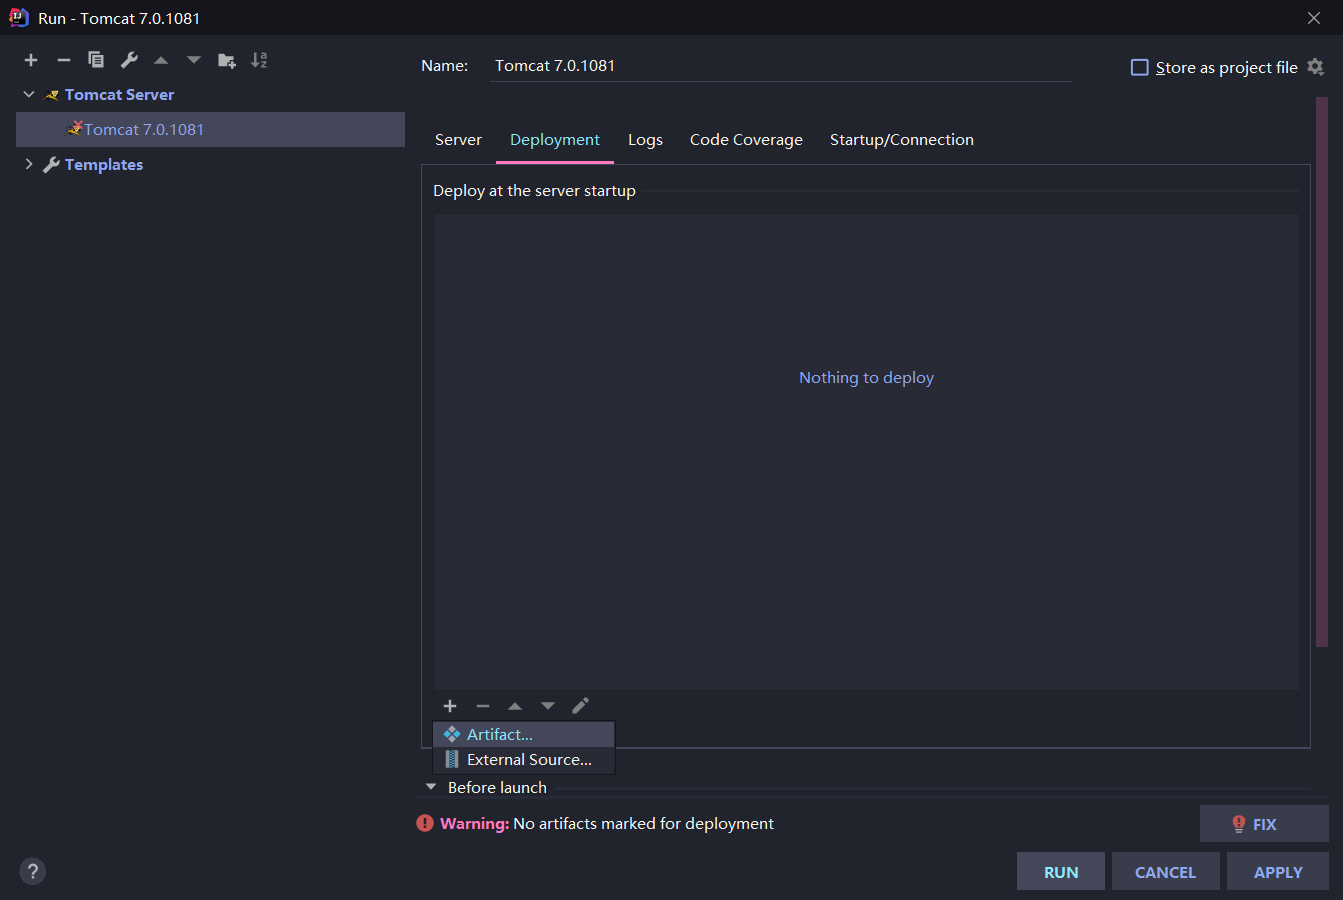 Run - Tomcat 7.0.1081
Name: Tomcat 7.0.1081
Store as project file
Tomcat Server
Tomcat 7.0.1081
Templates
Server Deployment Logs Code Coverage Startup/Connection
Deploy at the server startup
Nothing to deploy
Artifact...
External Source...
Before launch
Warning: No artifacts marked for deployment
FIX
?
RUN CANCEL APPLY